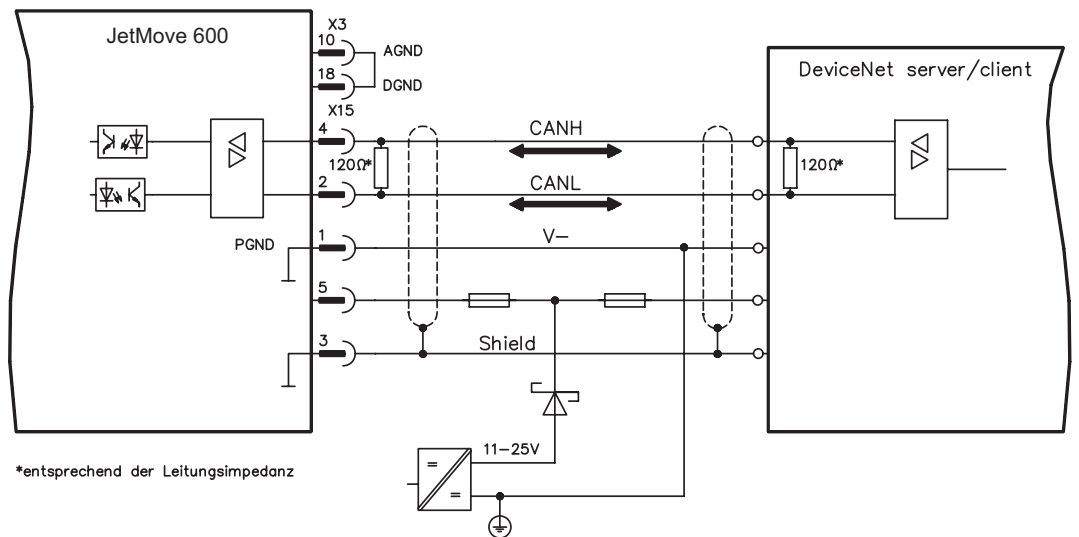 JetMove 600
X3
10
AGND
18
DGND
DeviceNet server/client
X15
4
CANH
120Ω*
120Ω*
2
CANL
1
PGND
V–
5
3
Shield
11–25V
=
=
*entsprechend der Leitungsimpedanz